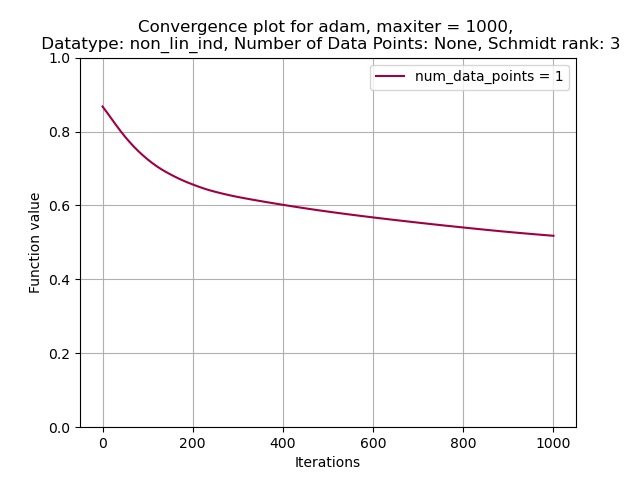 Convergence plot for adam, maxiter = 1000,
Datatype: non_lin_ind, Number of Data Points: None, Schmidt rank: 3
1.0
num_data_points = 1
0.8
0.6
0.4
0.2
0.0
Function value
0 200 400 600 800 1000
Iterations